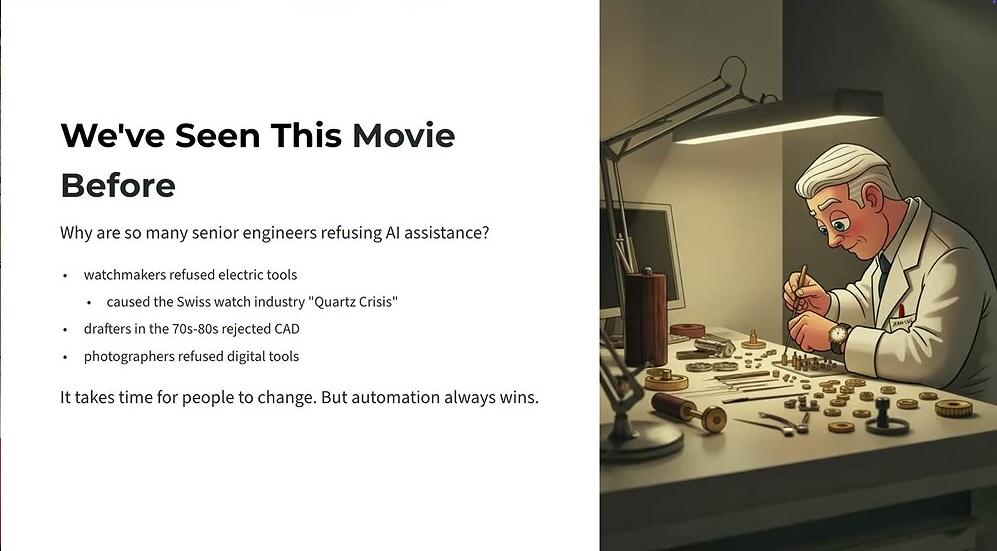 We've Seen This Movie
Before
Why are so many senior engineers refusing AI assistance?
• watchmakers refused electric tools
• caused the Swiss watch industry "Quartz Crisis"
• drafters in the 70s-80s rejected CAD
• photographers refused digital tools
It takes time for people to change. But automation always wins.